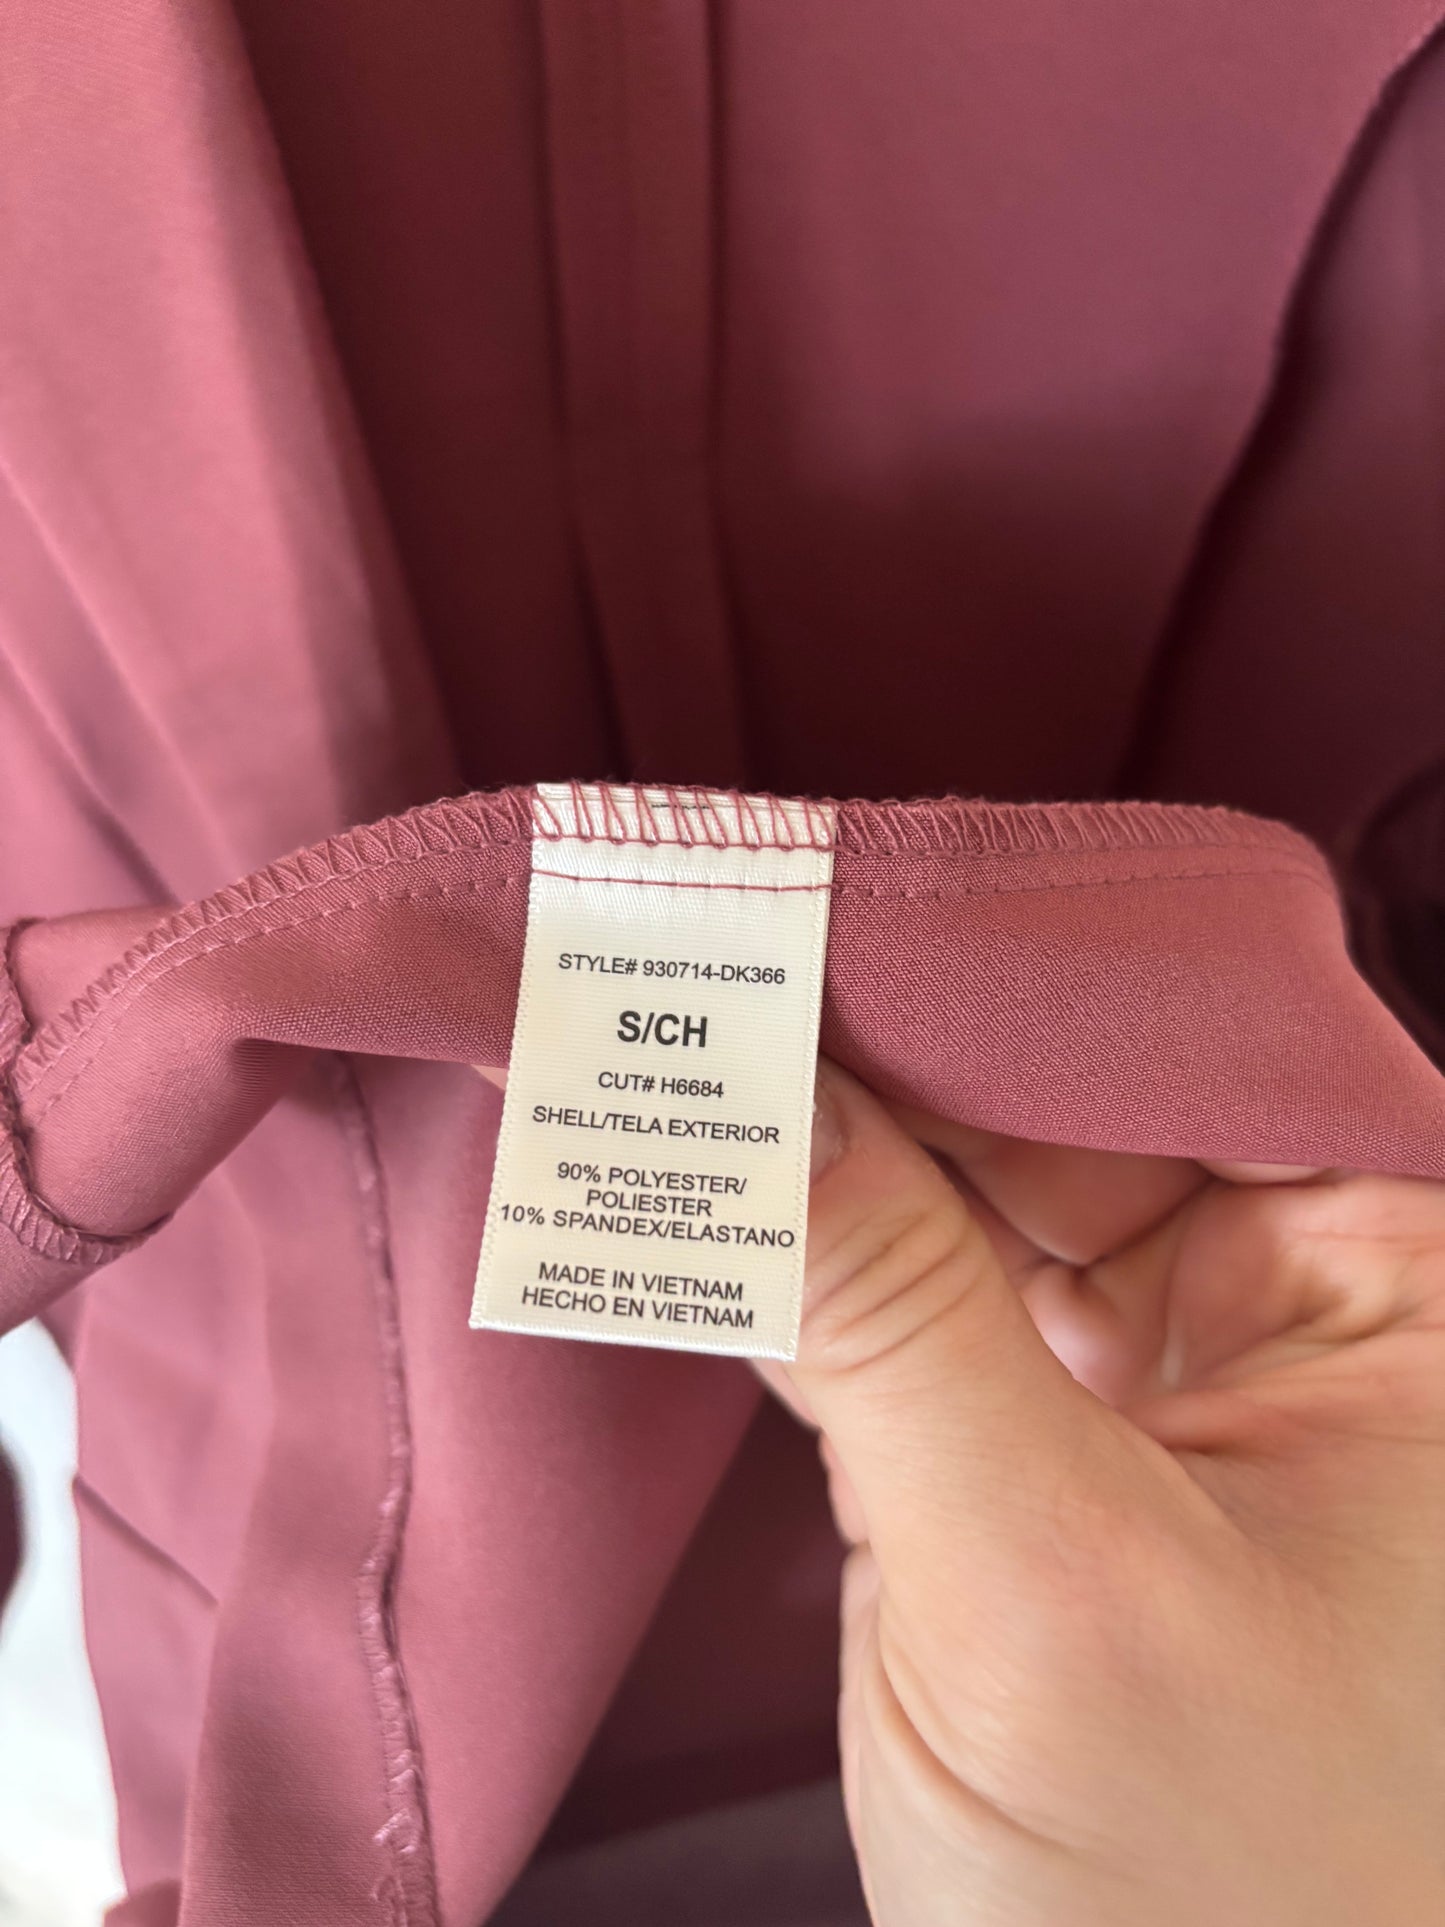 STYLE# 930714-DK366
S/CH
CUT# H6684
SHELL/TELA EXTERIOR
90% POLYESTER/
POLIESTER
10% SPANDEX/ELASTANO
MADE IN VIETNAM
HECHO EN VIETNAM